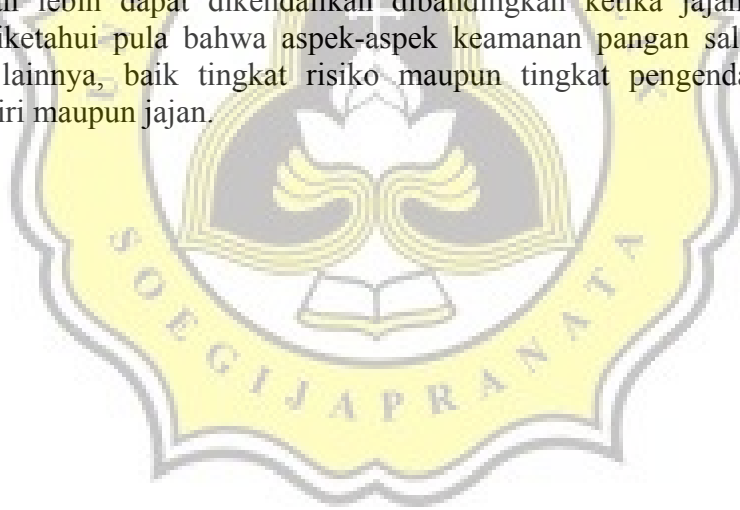 lebih dapat dikendalikan dibandingkan ketika jajan
iketahui pula bahwa aspek-aspek keamanan pangan sal
lainnya, baik tingkat risiko maupun tingkat pengenda
iri maupun jajan.
SOEGIJAPRANATA